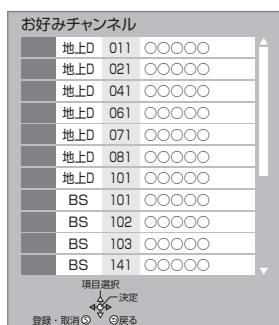 お好みチャンネル
地上D 011 ○○○○○
地上D 021 ○○○○○
地上D 041 ○○○○○
地上D 061 ○○○○○
地上D 071 ○○○○○
地上D 081 ○○○○○
地上D 101 ○○○○○
BS 101 ○○○○○
BS 102 ○○○○○
BS 103 ○○○○○
BS 141 ○○○○○
項目選択
決定
登録・取消Ⓢ 戻る